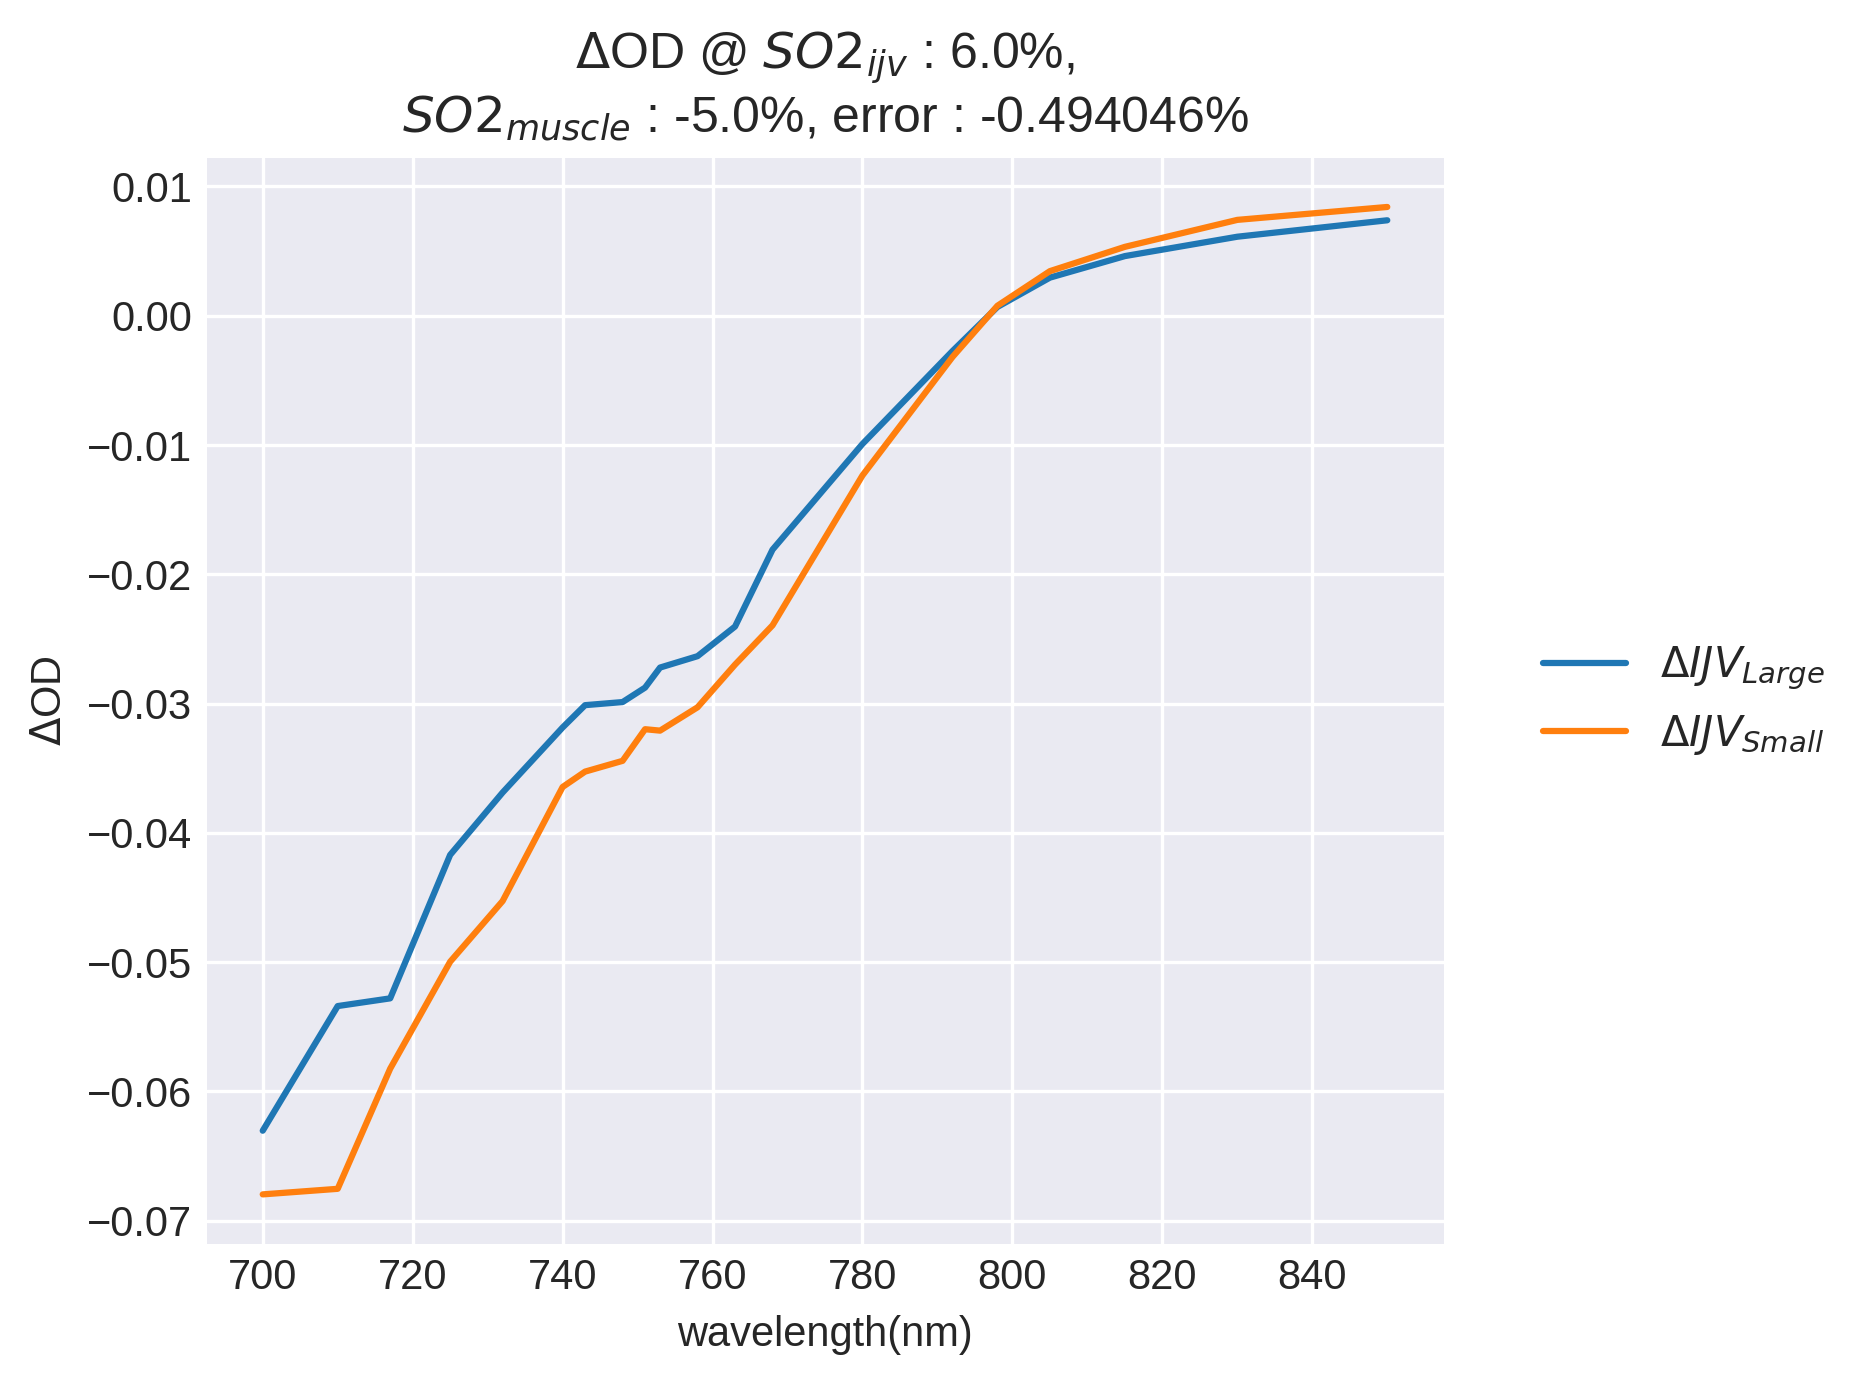 ΔOD @ SO2ijv : 6.0%,
SO2muscle : -5.0%, error : -0.494046%
0.01
0.00
−0.01
−0.02
−0.03
−0.04
−0.05
−0.06
−0.07
ΔOD
700 720 740 760 780 800 820 840
wavelength(nm)
ΔIJVLarge
ΔIJVSmall